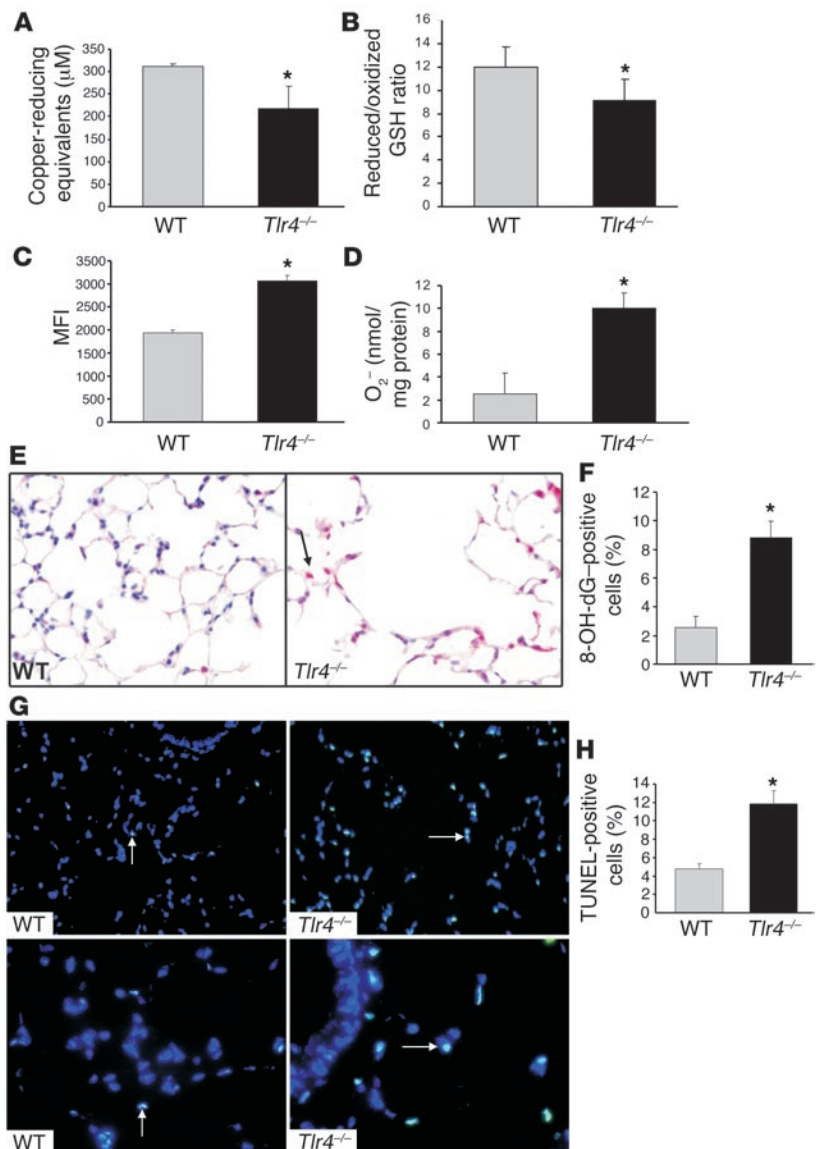 A
Copper-reducing
equivalents (μM)
350
300
250
200
150
100
50
0
*
WT
Tlr4⁻/⁻
B
Reduced/oxidized
GSH ratio
16
14
12
10
8
6
4
2
0
*
WT
Tlr4⁻/⁻
C
MFI
3500
3000
2500
2000
1500
1000
500
0
*
WT
Tlr4⁻/⁻
D
O₂⁻ (nmol/
mg protein)
12
10
8
6
4
2
0
*
WT
Tlr4⁻/⁻
E
WT
Tlr4⁻/⁻
F
8-OH-dG–positive
cells (%)
12
10
8
6
4
2
0
*
WT
Tlr4⁻/⁻
G
WT
Tlr4⁻/⁻
WT
Tlr4⁻/⁻
H
TUNEL-positive
cells (%)
14
12
10
8
6
4
2
0
*
WT
Tlr4⁻/⁻